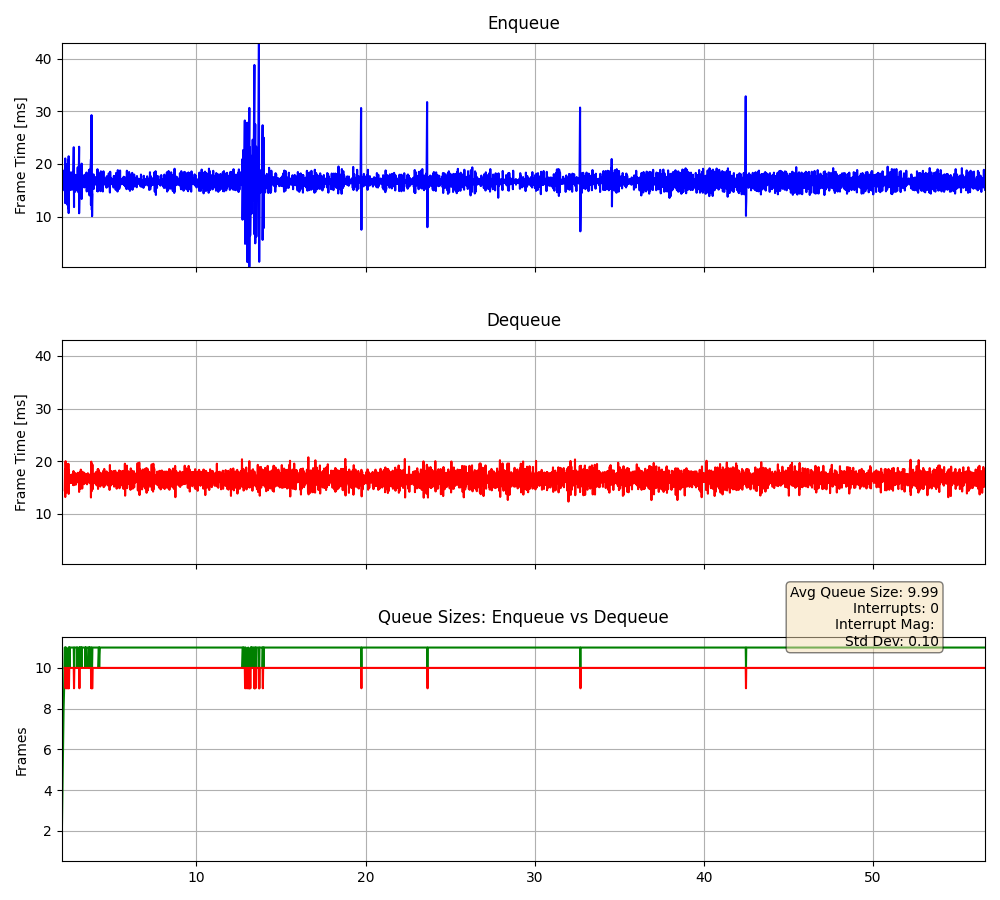 Enqueue
Frame Time [ms]
40
30
20
10
Dequeue
Frame Time [ms]
40
30
20
10
Avg Queue Size: 9.99
Interrupts: 0
Interrupt Mag:
Std Dev: 0.10
Queue Sizes: Enqueue vs Dequeue
Frames
10
8
6
4
2
10 20 30 40 50